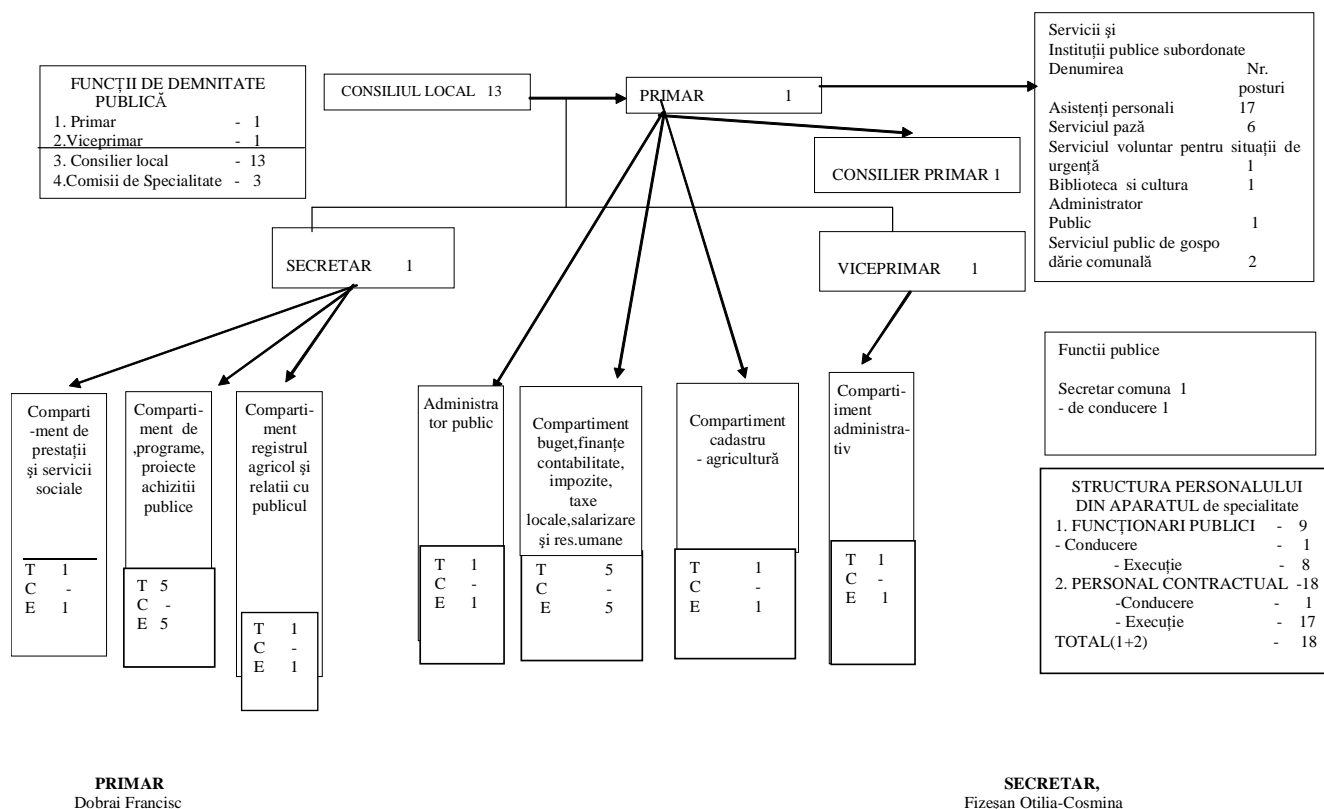 FUNCȚII DE DEMNITATE
PUBLICĂ
1. Primar - 1
2.Viceprimar - 1
3. Consilier local - 13
4.Comisii de Specialitate - 3
CONSILIUL LOCAL 13
PRIMAR 1
CONSILIER PRIMAR 1
Servicii şi
Instituții publice subordonate
Denumirea Nr.
posturi
Asistenți personali 17
Serviciul pază 6
Serviciul voluntar pentru situații de
urgență 1
Biblioteca si cultura 1
Administrator
Public 1
Serviciul public de gospo
dărie comunală 2
SECRETAR 1
VICEPRIMAR 1
Functii publice
Secretar comuna 1
- de conducere 1
Comparti
-ment de
prestații
şi servicii
sociale
T 1
C -
E 1
Comparti-
ment de
,programe,
proiecte
achizitii
publice
T 5
C -
E 5
Comparti-
ment
registrul
agricol şi
relatii cu
publicul
T 1
C -
E 1
Administra
tor public
T 1
C -
E 1
Compartiment
buget,finanțe
contabilitate,
impozite,
taxe
locale,salarizare
şi res.umane
T 5
C -
E 5
Compartiment
cadastru
- agricultură
T 1
C -
E 1
Comparti-
iment
administra-
tiv
T 1
C -
E 1
STRUCTURA PERSONALULUI
DIN APARATUL de specialitate
1. FUNCȚIONARI PUBLICI - 9
- Conducere - 1
- Execuție - 8
2. PERSONAL CONTRACTUAL -18
-Conducere - 1
- Execuție - 17
TOTAL(1+2) - 18
PRIMAR
Dobrai Francisc
SECRETAR,
Fizeșan Otilia-Cosmina